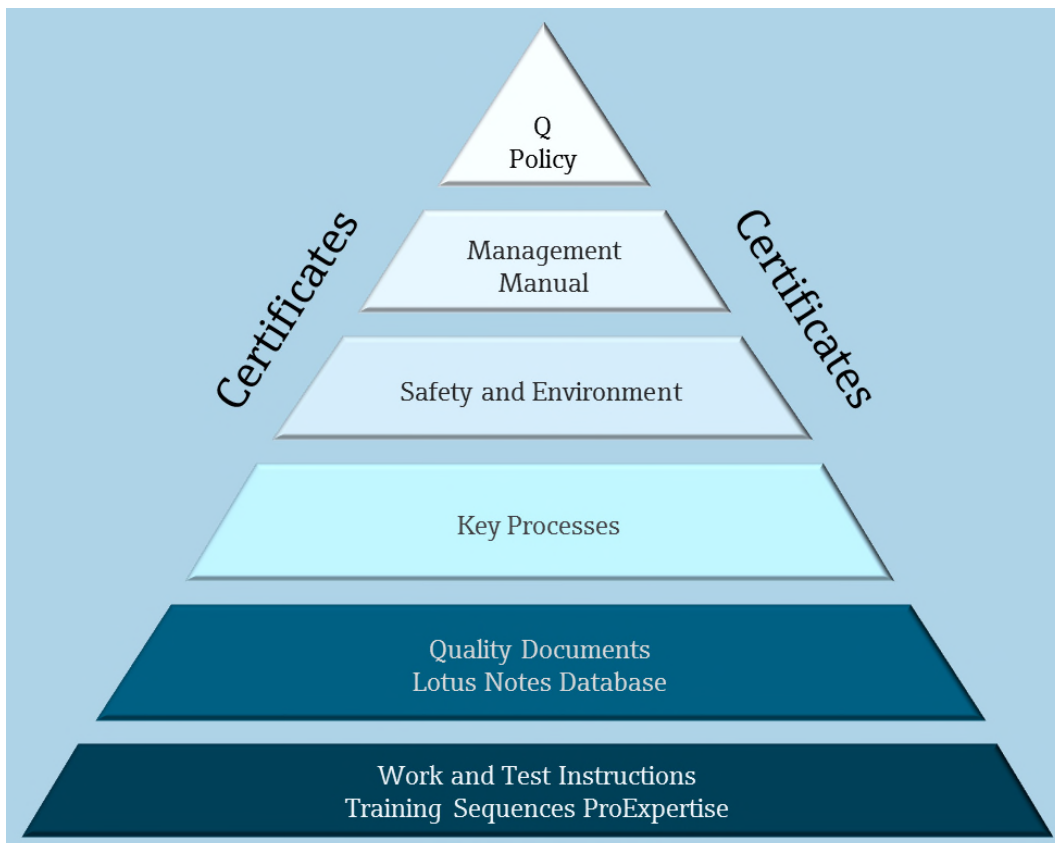 Q
Policy
Certificates
Certificates
Management
Manual
Safety and Environment
Key Processes
Quality Documents
Lotus Notes Database
Work and Test Instructions
Training Sequences ProExpertise